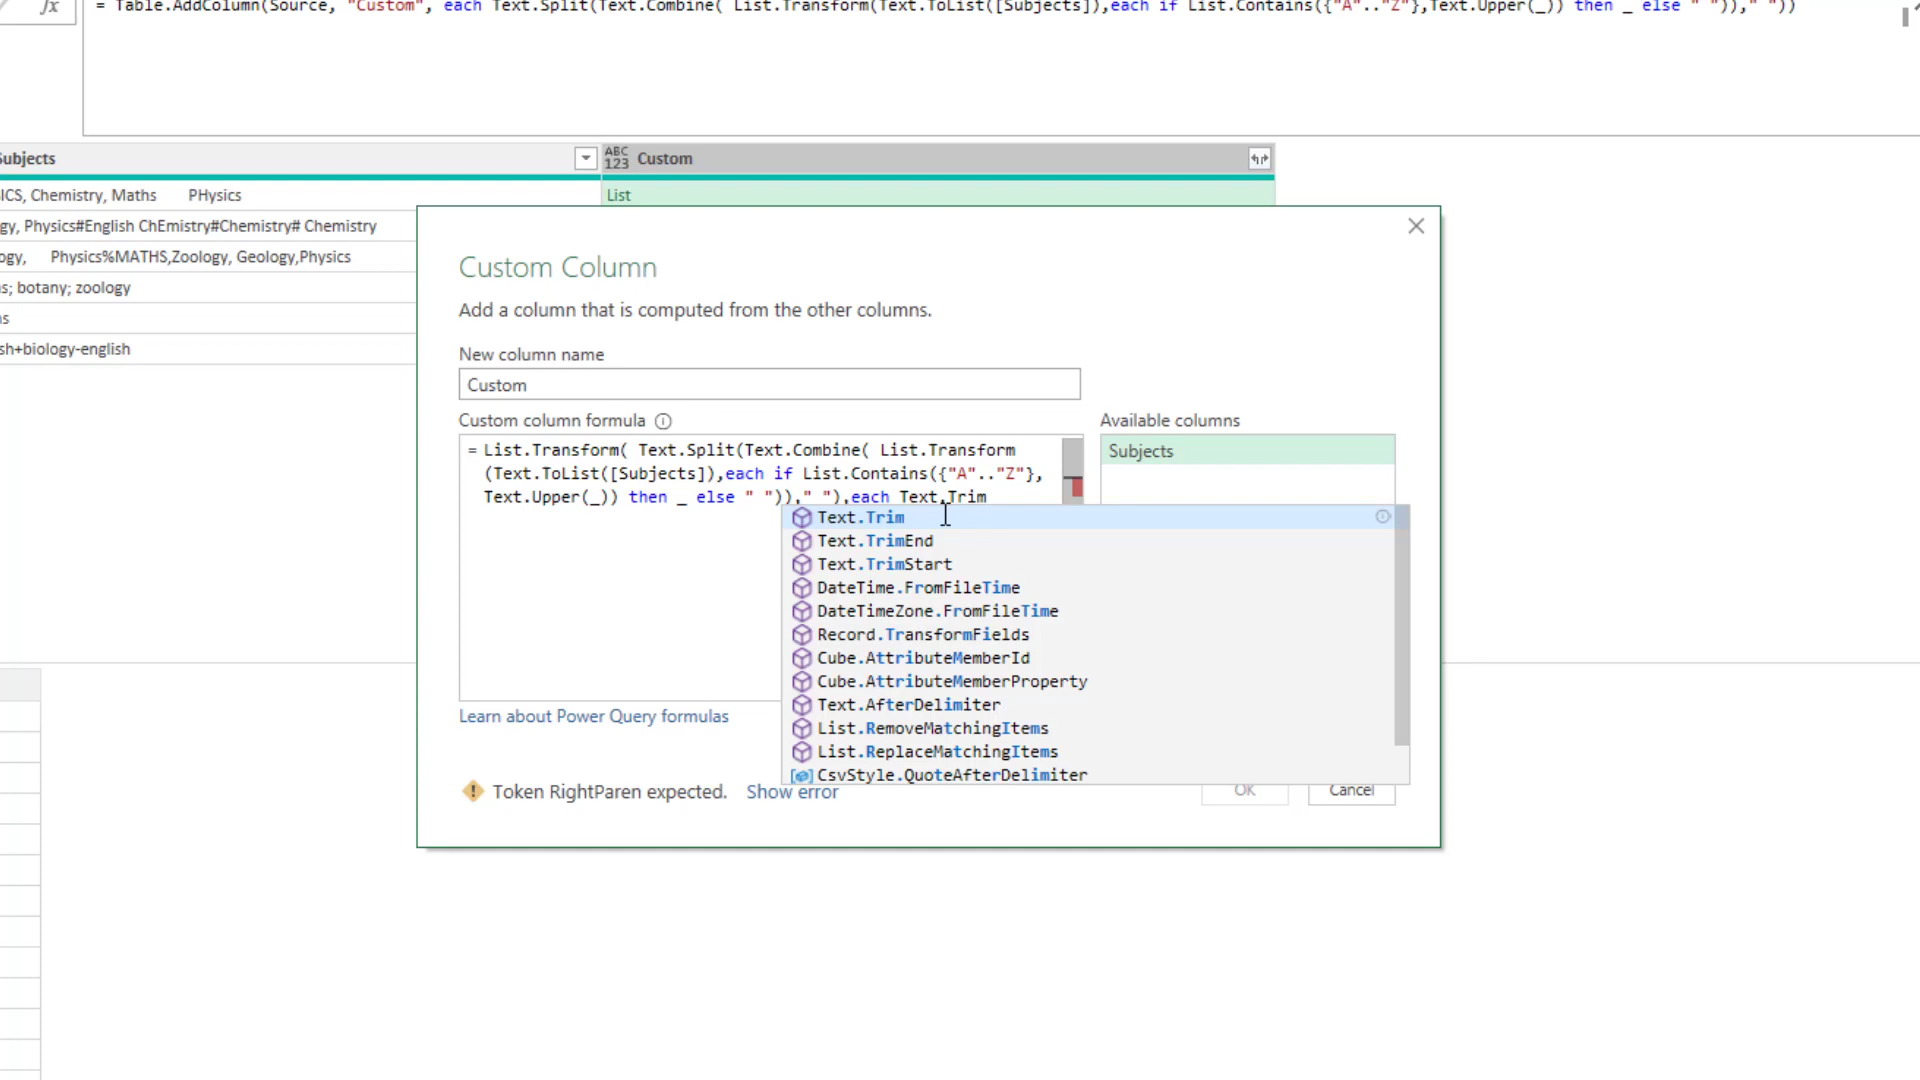 fx
= Table.AddColumn(Source, "Custom", each Text.Split(Text.Combine( List.Transform(Text.ToList([Subjects]),each if List.Contains({"A".."Z"},Text.Upper(_)) then _ else " "))," "))
Subjects
ABC
123
Custom
ICS, Chemistry, Maths PHysics
List
gy, Physics#English ChEmistry#Chemistry# Chemistry
ogy, Physics%MATHS,Zoology, Geology,Physics
s; botany; zoology
ns
sh+biology-english
Custom Column
Add a column that is computed from the other columns.
New column name
Custom
Custom column formula
Available columns
= List.Transform( Text.Split(Text.Combine( List.Transform
(Text.ToList([Subjects]),each if List.Contains({"A".."Z"},
Text.Upper(_)) then _ else " "))," "),each Text.Trim
Subjects
Text.Trim
Text.TrimEnd
Text.TrimStart
DateTime.FromFileTime
DateTimeZone.FromFileTime
Record.TransformFields
Cube.AttributeMemberId
Cube.AttributeMemberProperty
Text.AfterDelimiter
List.RemoveMatchingItems
List.ReplaceMatchingItems
CsvStyle.QuoteAfterDelimiter
Learn about Power Query formulas
Token RightParen expected. Show error
OK
Cancel